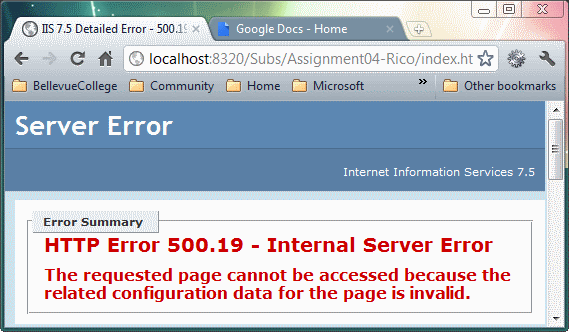 IIS 7.5 Detailed Error - 500.19
Google Docs - Home
localhost:8320/Subs/Assignment04-Rico/index.ht
BellevueCollege Community Home Microsoft » Other bookmarks
Server Error
Internet Information Services 7.5
Error Summary
HTTP Error 500.19 - Internal Server Error
The requested page cannot be accessed because the
related configuration data for the page is invalid.